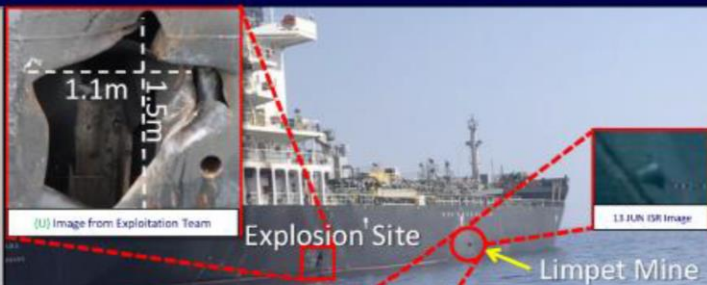 1.1m
1.5m
(U) Image from Exploitation Team
Explosion Site
13 JUN ISR Image
Limpet Mine